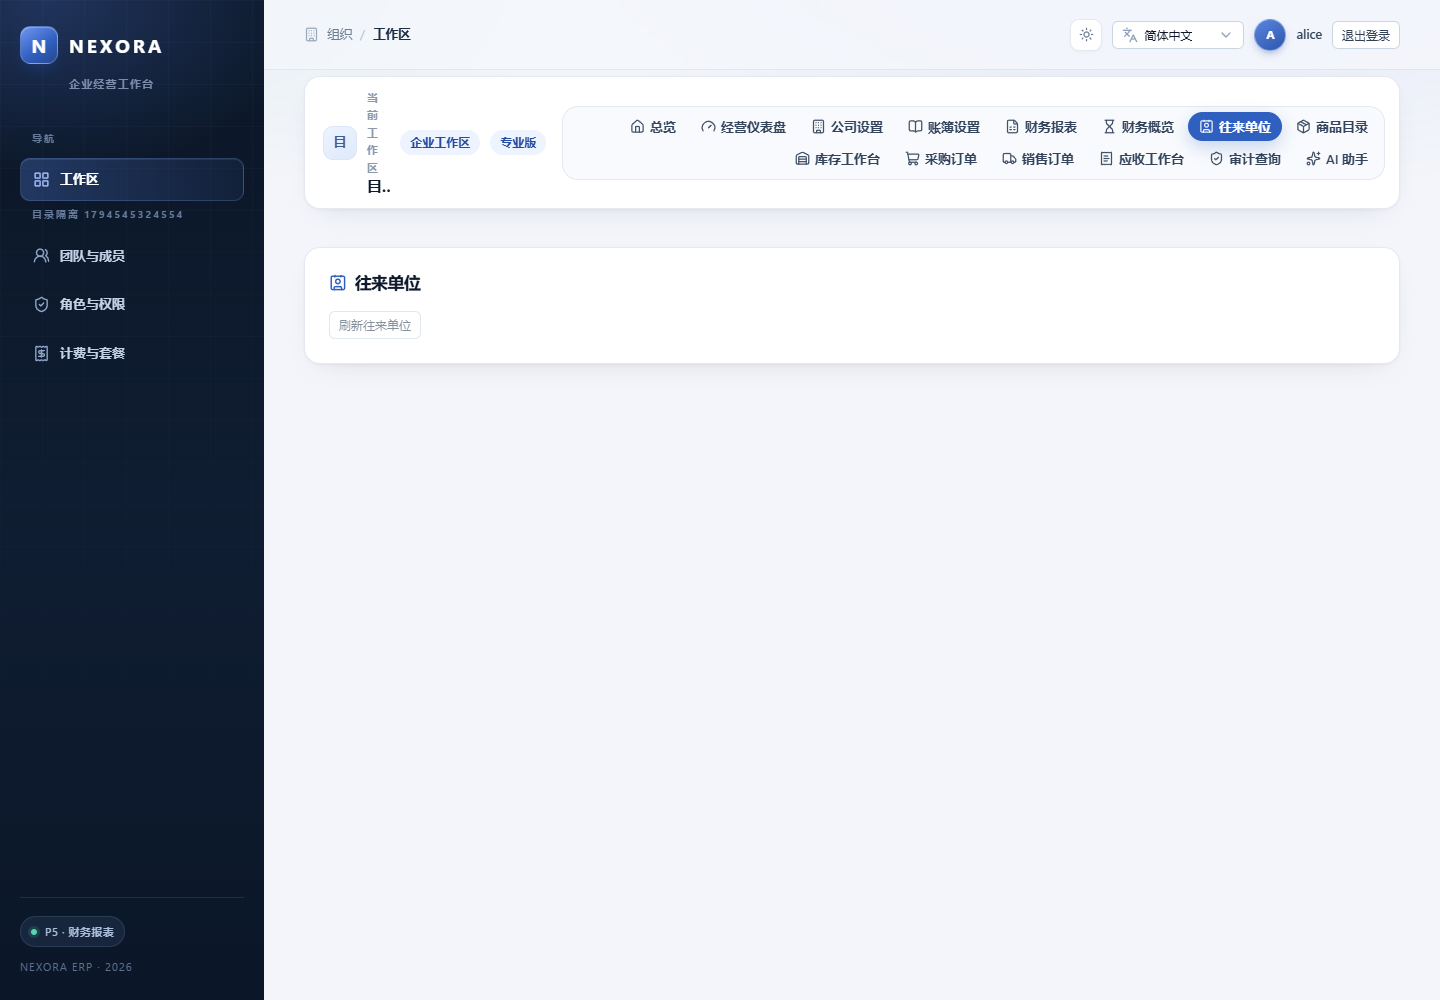 N NEXORA
企业经营工作台
导航
工作区
目录隔离 1794545324554
团队与成员
角色与权限
计费与套餐
P5 · 财务报表
NEXORA ERP · 2026
组织 / 工作区
简体中文
A
alice
退出登录
目
当前工作区
目..
企业工作区
专业版
总览
经营仪表盘
公司设置
账簿设置
财务报表
财务概览
往来单位
商品目录
库存工作台
采购订单
销售订单
应收工作台
审计查询
AI 助手
往来单位
刷新往来单位